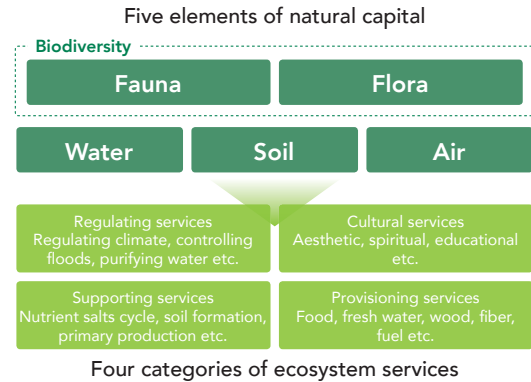 Five elements of natural capital
Biodiversity
Fauna
Flora
Water
Soil
Air
Regulating services
Regulating climate, controlling
floods, purifying water etc.
Cultural services
Aesthetic, spiritual, educational
etc.
Supporting services
Nutrient salts cycle, soil formation,
primary production etc.
Provisioning services
Food, fresh water, wood, fiber,
fuel etc.
Four categories of ecosystem services